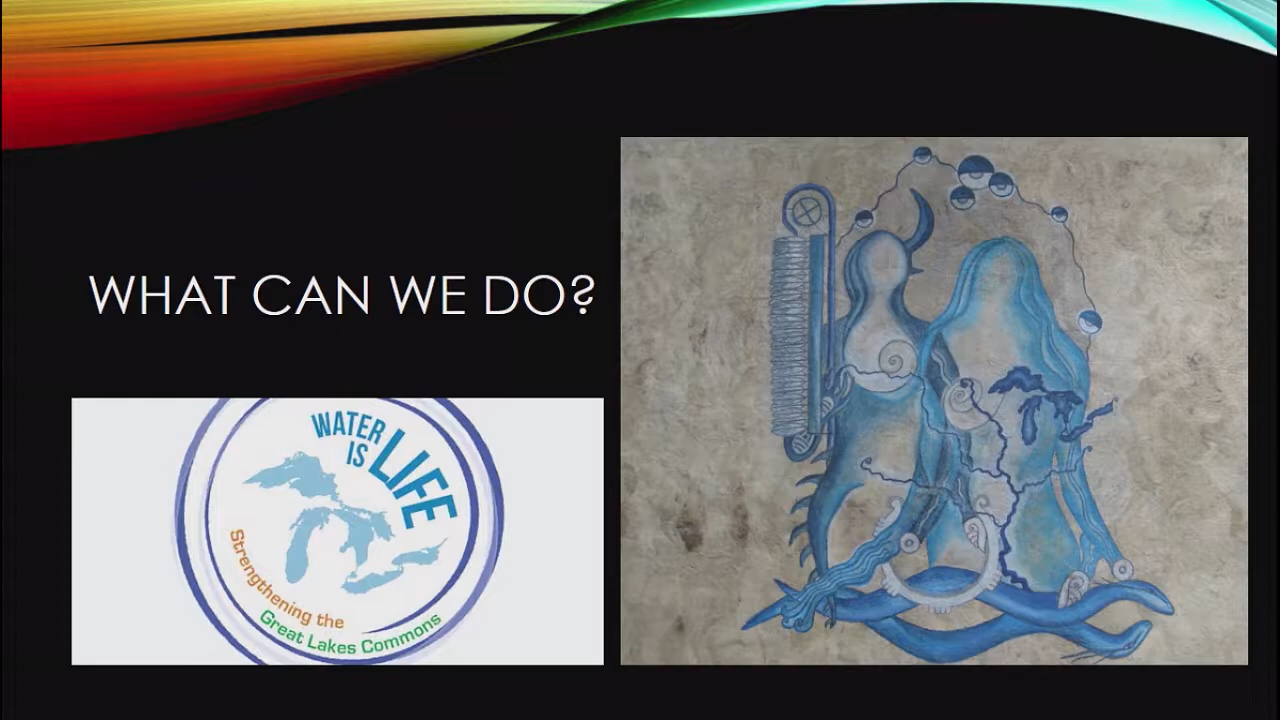 WHAT CAN WE DO?
WATER
IS
LIFE
Strengthening the
Great Lakes Commons